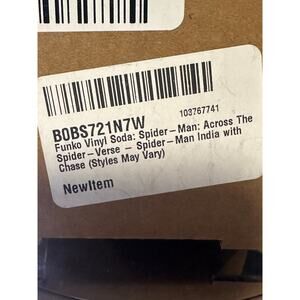 103767741
B0BS721N7W
Funko Vinyl Soda: Spider-Man: Across The
Spider-Verse - Spider-Man India with
Chase (Styles May Vary)
NewItem